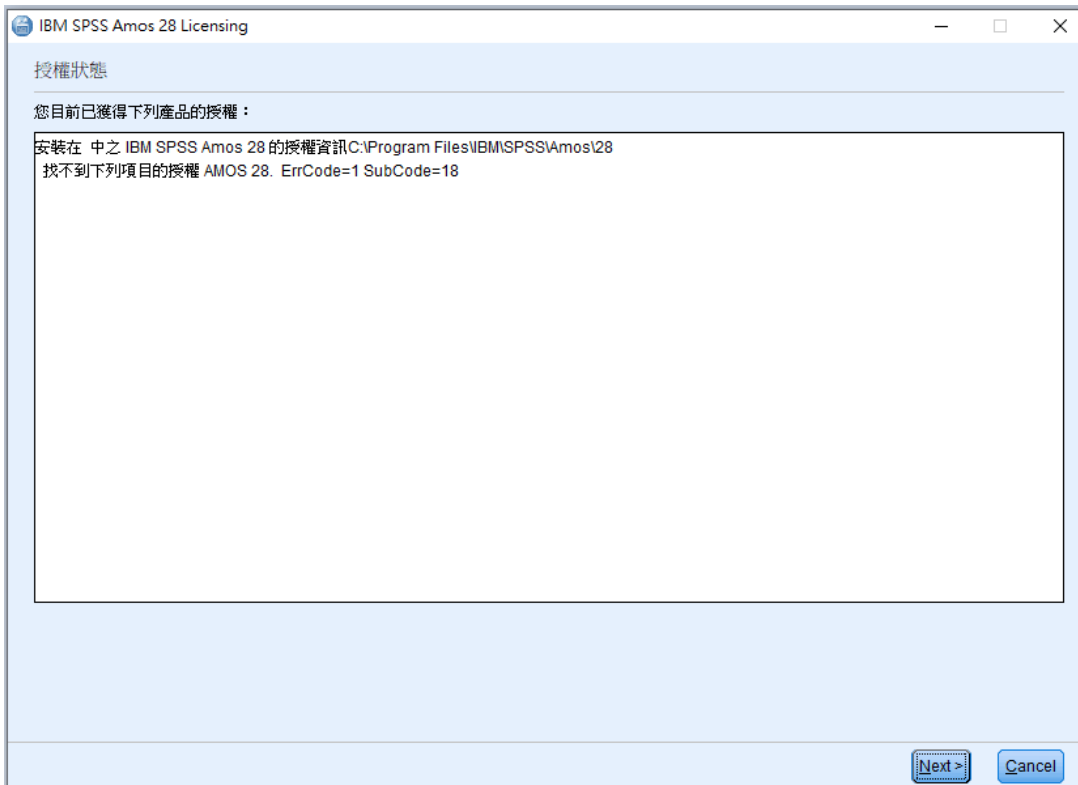 IBM SPSS Amos 28 Licensing
授權狀態
您目前已獲得下列產品的授權：
安裝在 中之 IBM SPSS Amos 28 的授權資訊C:\Program Files\IBM\SPSS\Amos\28
找不到下列項目的授權 AMOS 28. ErrCode=1 SubCode=18
Next >
Cancel